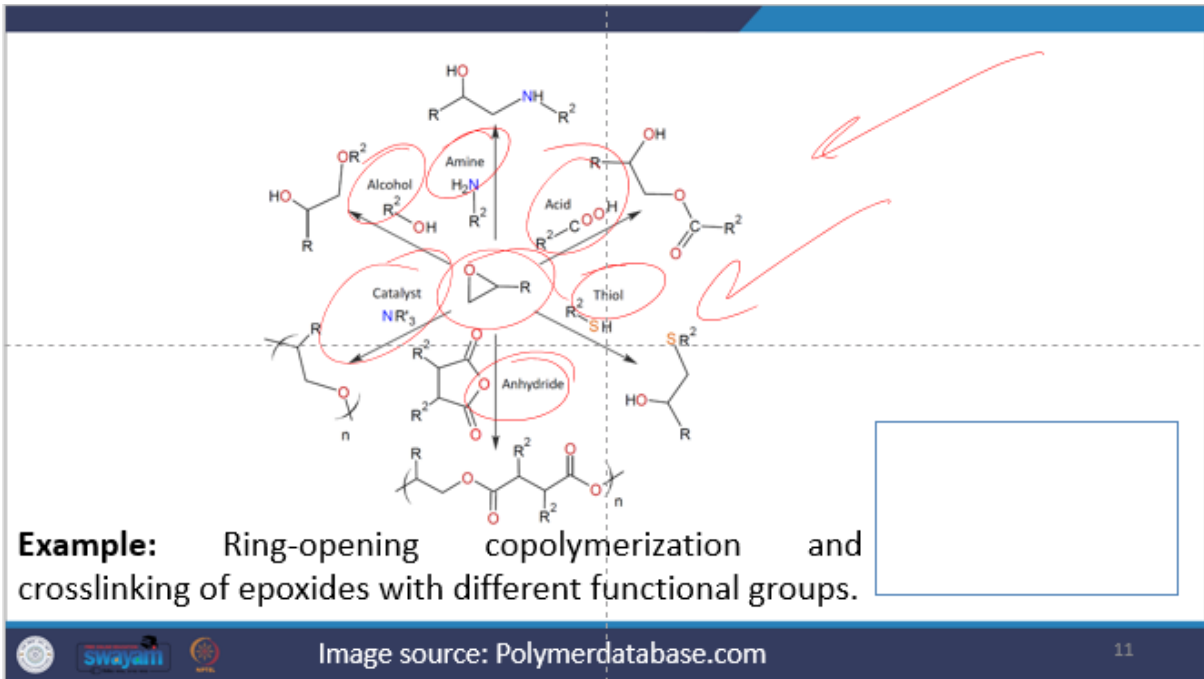 HO
NH
R
R²
OR²
HO
R
Alcohol
R²
OH
Amine
H₂N
R²
Acid
R²
COOH
OH
R
O
C
R²
O
O
R
Catalyst
NR'₃
Thiol
R²
SH
R
O
n
R²
R²
O
O
O
Anhydride
SR²
HO
R
R
O
O
R²
R²
O
O
n
Example: Ring-opening copolymerization and
crosslinking of epoxides with different functional groups.
swayam
Image source: Polymerdatabase.com
11